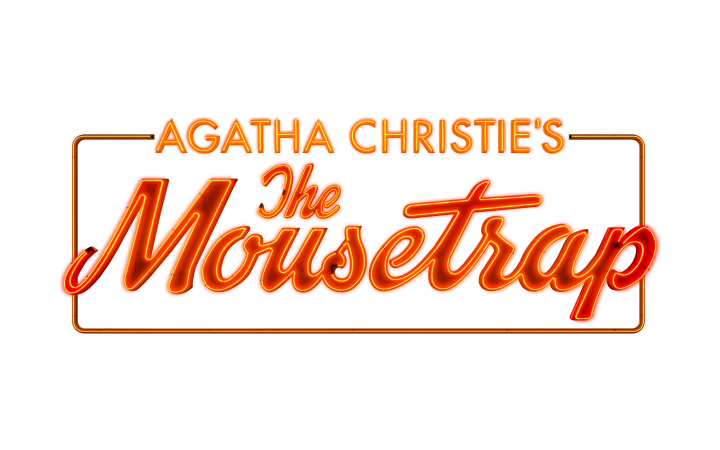 AGATHA CHRISTIE'S
The
Mousetrap